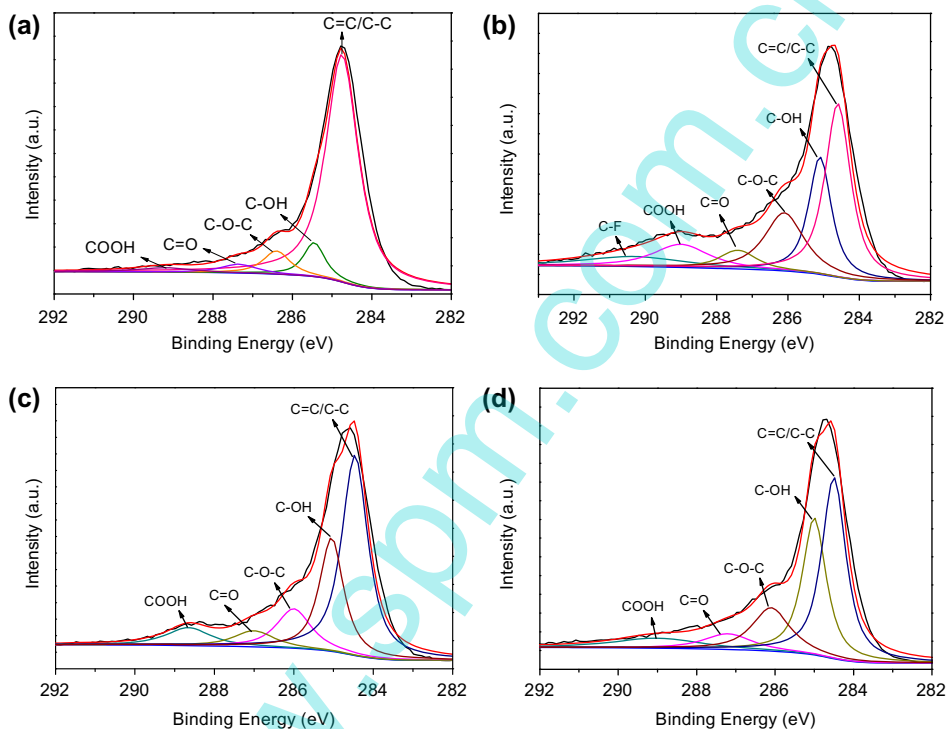 (a)
C=C/C-C
C-OH
C-O-C
C=O
COOH
Intensity (a.u.)
292 290 288 286 284 282
Binding Energy (eV)
(b)
C=C/C-C
C-OH
C-O-C
C=O
COOH
C-F
Intensity (a.u.)
292 290 288 286 284 282
Binding Energy (eV)
(c)
C=C/C-C
C-OH
C-O-C
C=O
COOH
Intensity (a.u.)
292 290 288 286 284 282
Binding Energy (eV)
(d)
C=C/C-C
C-OH
C-O-C
C=O
COOH
Intensity (a.u.)
292 290 288 286 284 282
Binding Energy (eV)